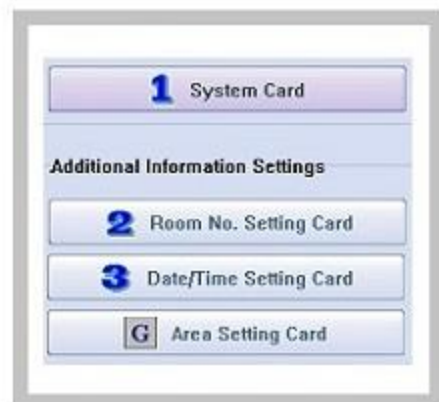 1 System Card
Additional Information Settings
2 Room No. Setting Card
3 Date/Time Setting Card
G Area Setting Card